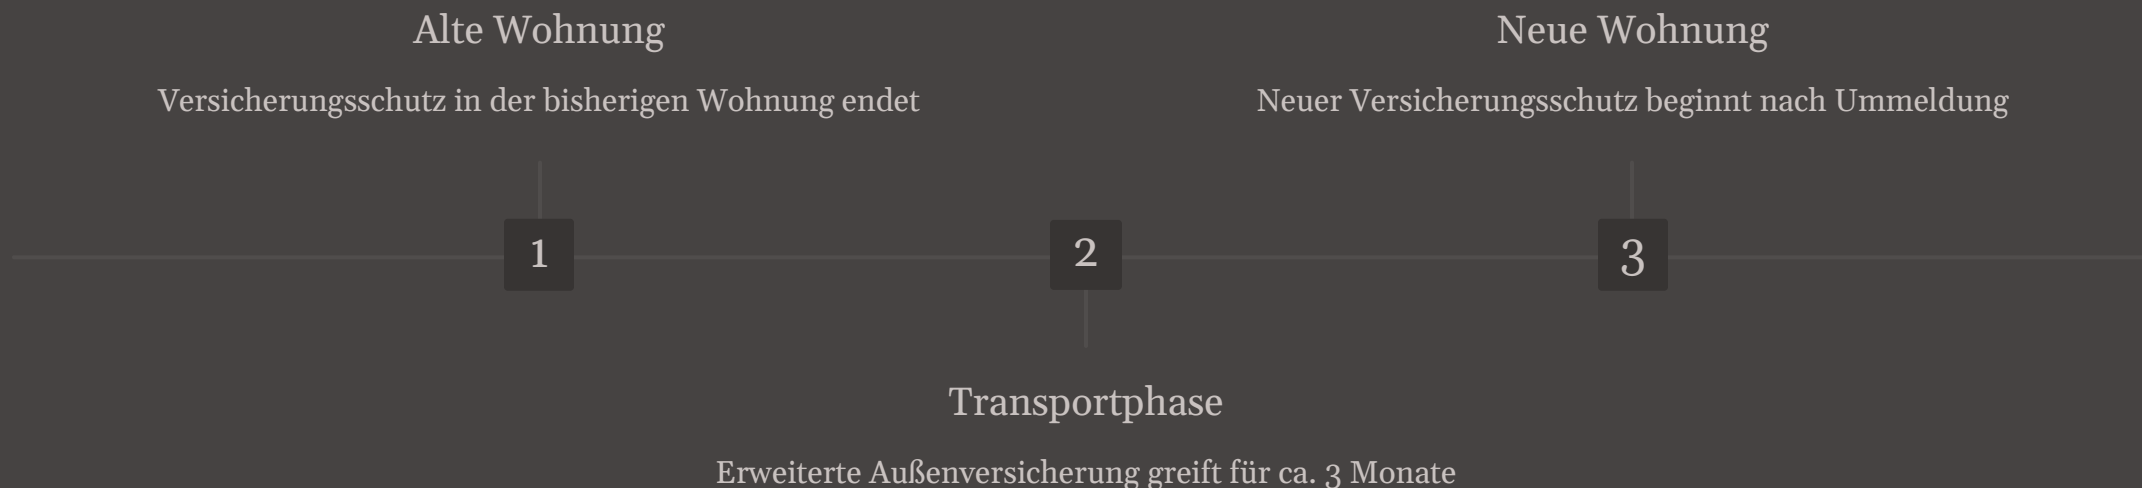 Alte Wohnung
Versicherungsschutz in der bisherigen Wohnung endet
Neue Wohnung
Neuer Versicherungsschutz beginnt nach Ummeldung
1
2
3
Transportphase
Erweiterte Außenversicherung greift für ca. 3 Monate